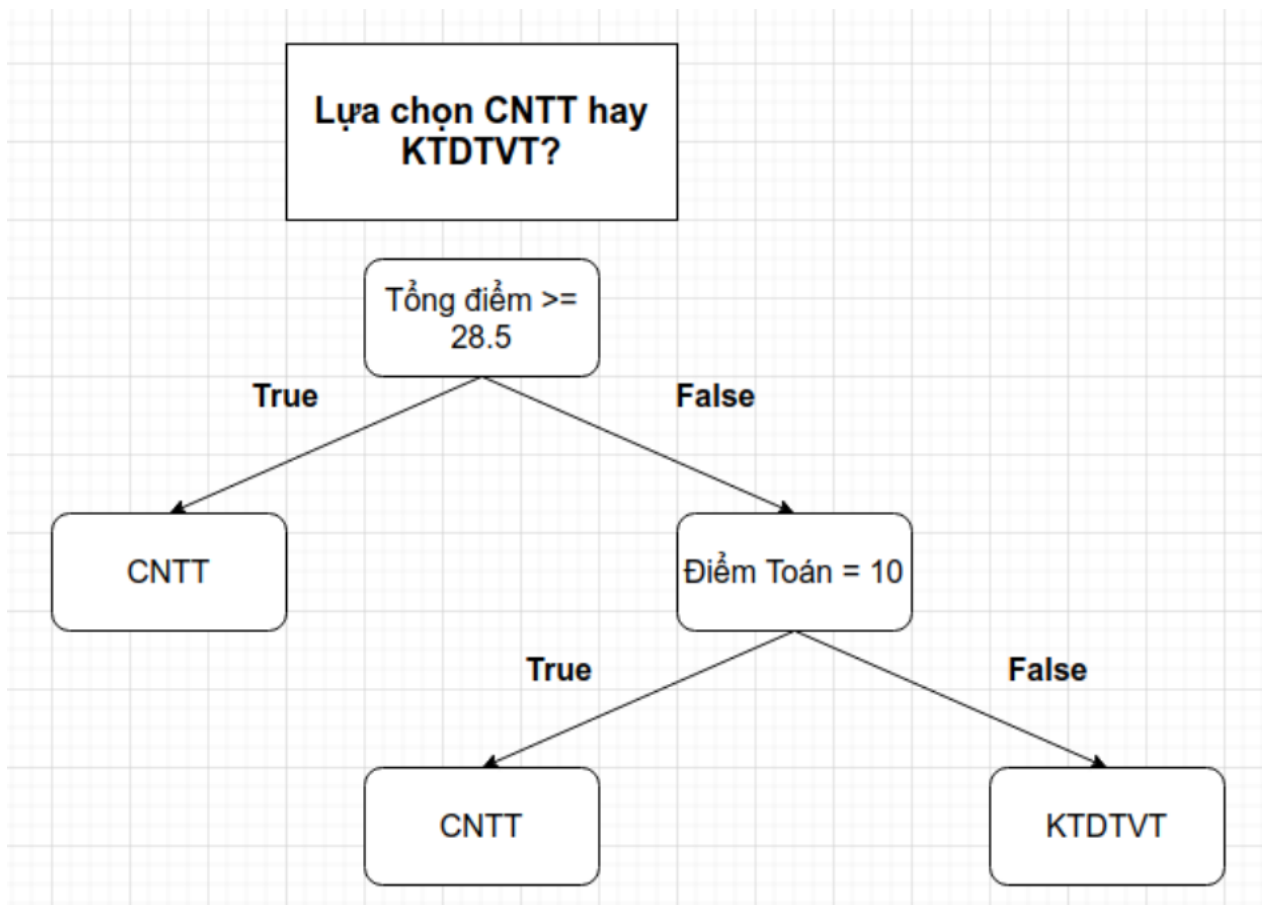 Lựa chọn CNTT hay
KTDTVT?
Tổng điểm >=
28.5
True
False
CNTT
Điểm Toán = 10
True
False
CNTT
KTDTVT